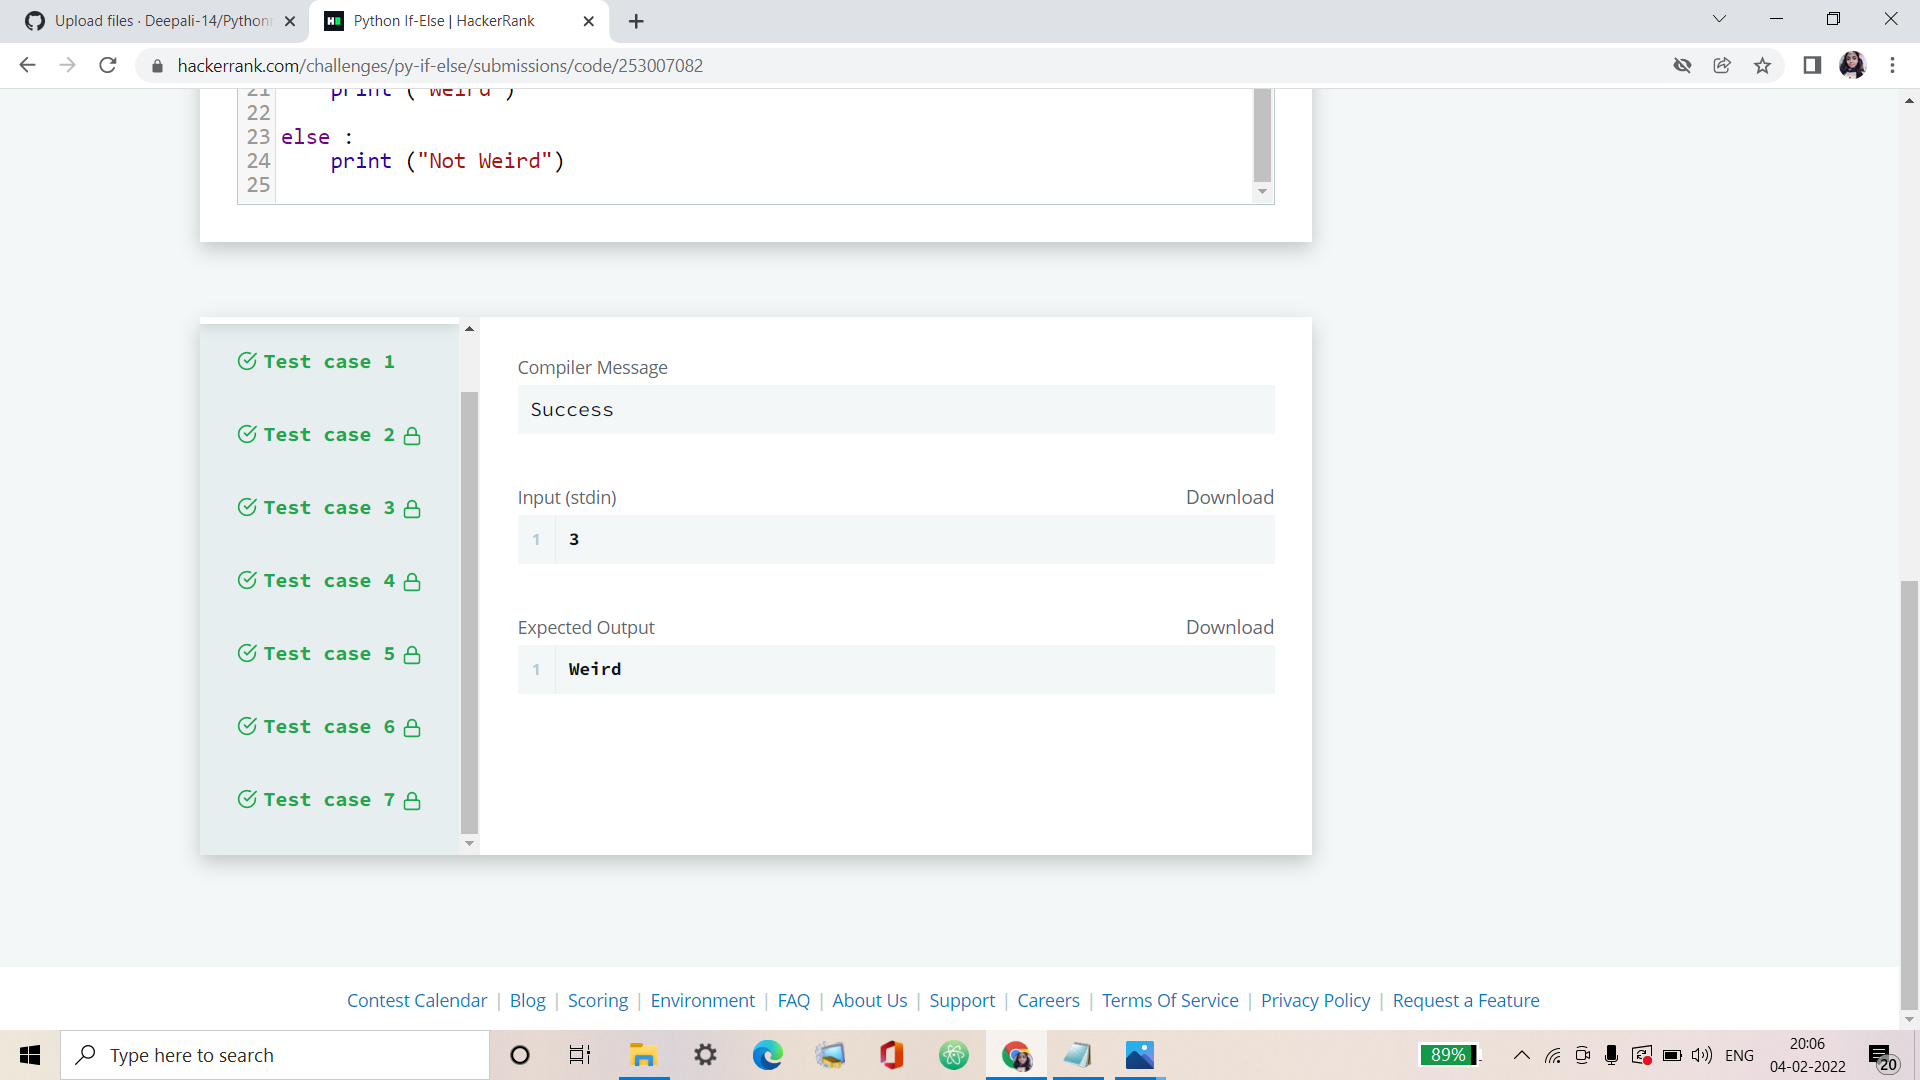 Upload files · Deepali-14/Python
Python If-Else | HackerRank
hackerrank.com/challenges/py-if-else/submissions/code/253007082
21 print ("Weird")
22
23 else :
24 print ("Not Weird")
25
Test case 1
Test case 2
Test case 3
Test case 4
Test case 5
Test case 6
Test case 7
Compiler Message
Success
Input (stdin) Download
1 3
Expected Output Download
1 Weird
Contest Calendar | Blog | Scoring | Environment | FAQ | About Us | Support | Careers | Terms Of Service | Privacy Policy | Request a Feature
Type here to search
89%
ENG
20:06
04-02-2022
20